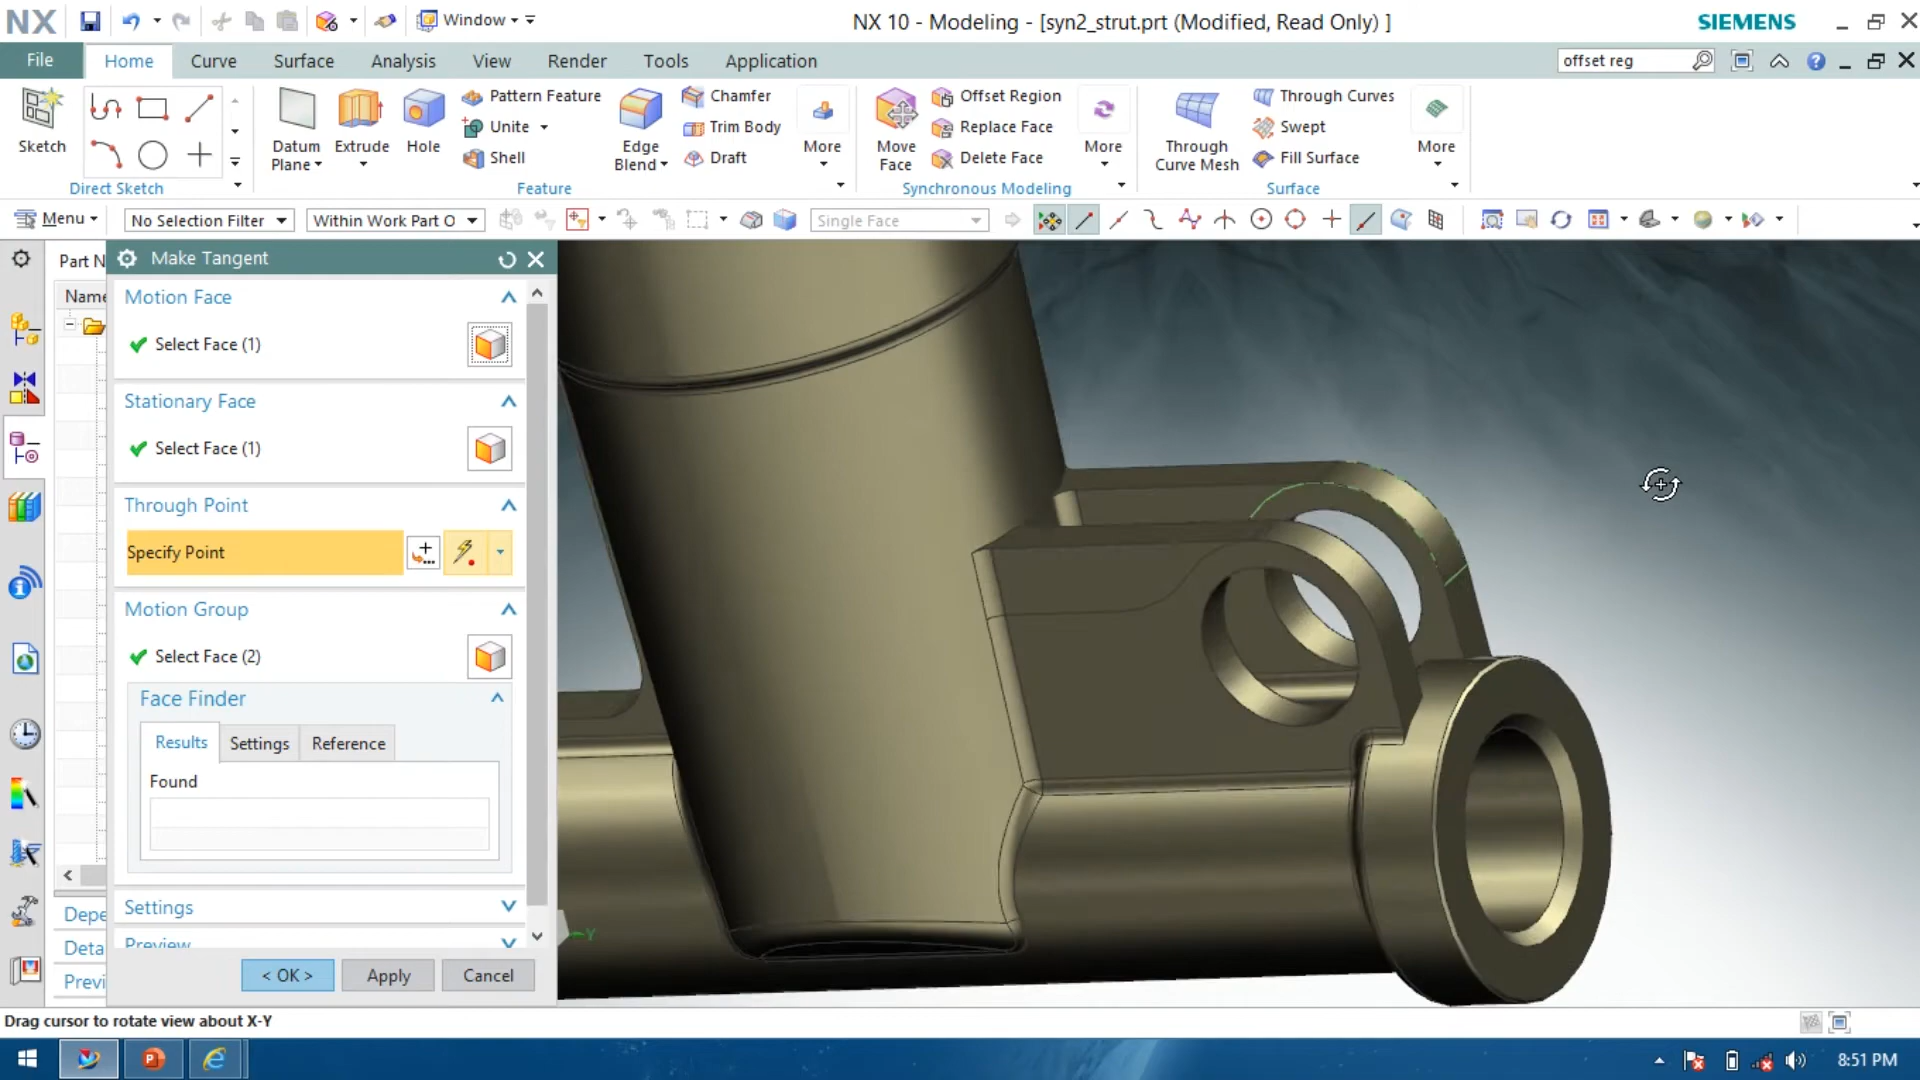 NX
Window
NX 10 - Modeling - [syn2_strut.prt (Modified, Read Only) ]
SIEMENS
File
Home
Curve
Surface
Analysis
View
Render
Tools
Application
offset reg
Sketch
Datum Plane
Extrude
Hole
Pattern Feature
Unite
Shell
Edge Blend
Chamfer
Trim Body
Draft
More
Move Face
Offset Region
Replace Face
Delete Face
More
Through Curve Mesh
Through Curves
Swept
Fill Surface
More
Direct Sketch
Feature
Synchronous Modeling
Surface
Menu
No Selection Filter
Within Work Part O
Single Face
Part N
Name
Make Tangent
Motion Face
Select Face (1)
Stationary Face
Select Face (1)
Through Point
Specify Point
Motion Group
Select Face (2)
Face Finder
Results
Settings
Reference
Found
Settings
Preview
Depe
Deta
Previ
< OK >
Apply
Cancel
Y
Drag cursor to rotate view about X-Y
8:51 PM